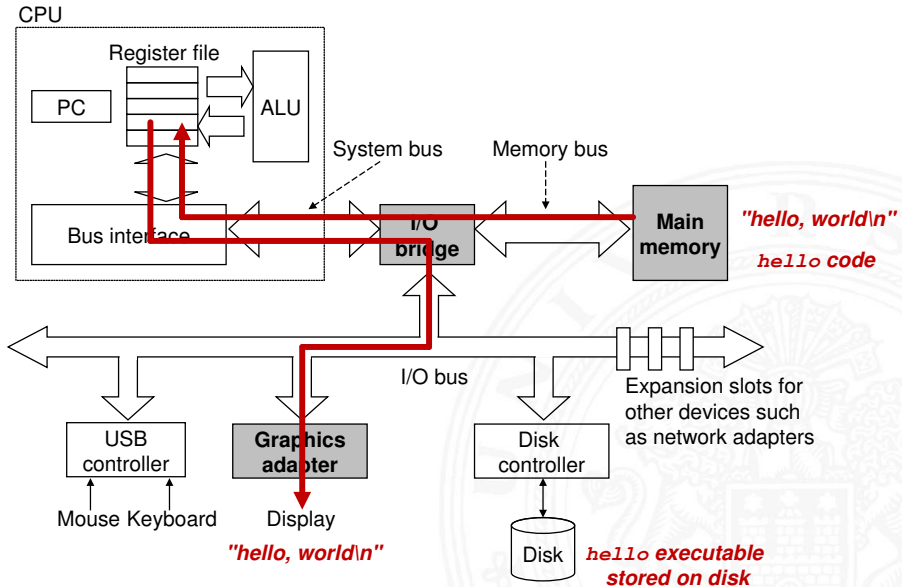 CPU
Register file
PC
ALU
System bus
Memory bus
Bus interface
I/O
bridge
Main
memory
"hello, world\n"
hello code
I/O bus
Expansion slots for
other devices such
as network adapters
USB
controller
Graphics
adapter
Disk
controller
Mouse Keyboard
Display
"hello, world\n"
Disk
hello executable
stored on disk